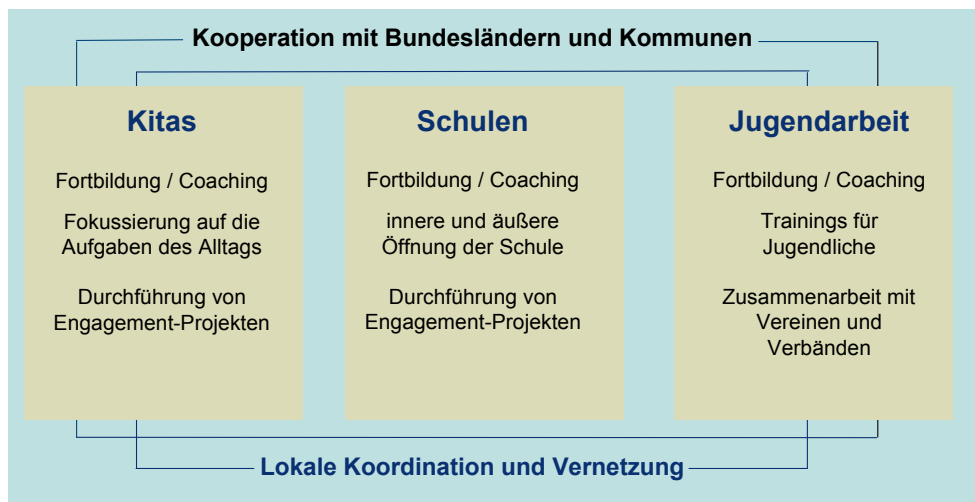 Kooperation mit Bundesländern und Kommunen
Kitas
Fortbildung / Coaching
Fokussierung auf die
Aufgaben des Alltags
Durchführung von
Engagement-Projekten
Schulen
Fortbildung / Coaching
innere und äußere
Öffnung der Schule
Durchführung von
Engagement-Projekten
Jugendarbeit
Fortbildung / Coaching
Trainings für
Jugendliche
Zusammenarbeit mit
Vereinen und
Verbänden
Lokale Koordination und Vernetzung